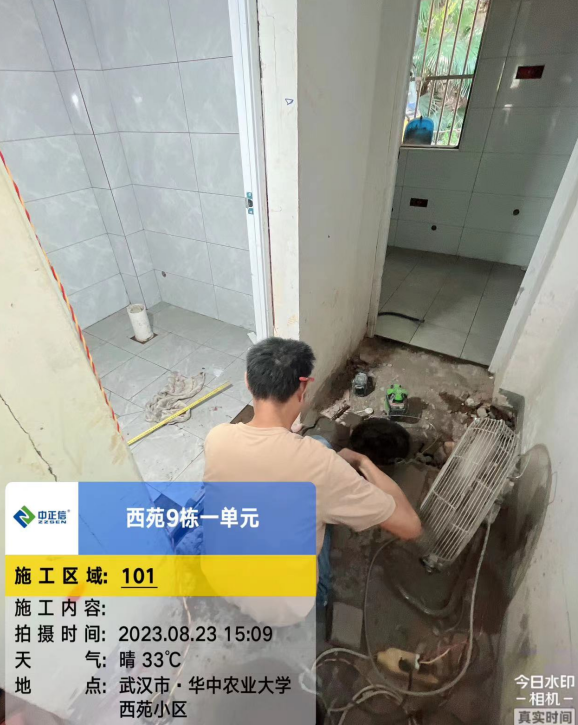 中正信
ZZSEN
西苑9栋一单元
施工区域: 101
施工内容:
拍摄时间: 2023.08.23 15:09
天气: 晴 33℃
地点: 武汉市·华中农业大学
西苑小区
今日水印
-相机-
真实时间